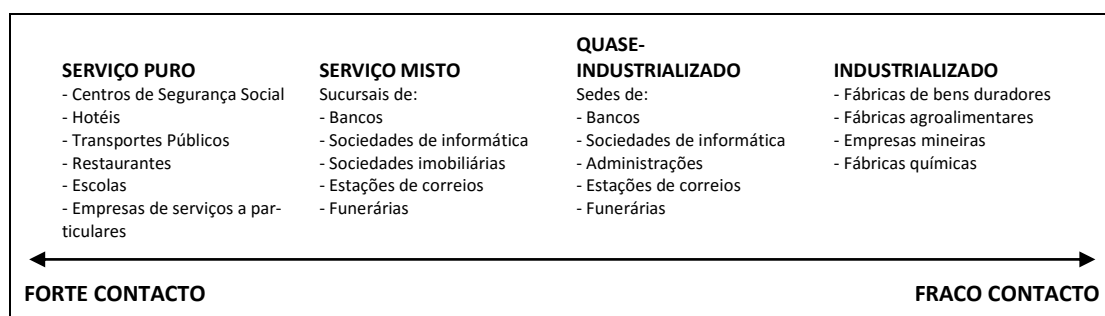 SERVIÇO PURO
- Centros de Segurança Social
- Hotéis
- Transportes Públicos
- Restaurantes
- Escolas
- Empresas de serviços a par-
ticulares
SERVIÇO MISTO
Sucursais de:
- Bancos
- Sociedades de informática
- Sociedades imobiliárias
- Estações de correios
- Funerárias
QUASE-
INDUSTRIALIZADO
Sedes de:
- Bancos
- Sociedades de informática
- Administrações
- Estações de correios
- Funerárias
INDUSTRIALIZADO
- Fábricas de bens duradores
- Fábricas agroalimentares
- Empresas mineiras
- Fábricas químicas
FORTE CONTACTO
FRACO CONTACTO